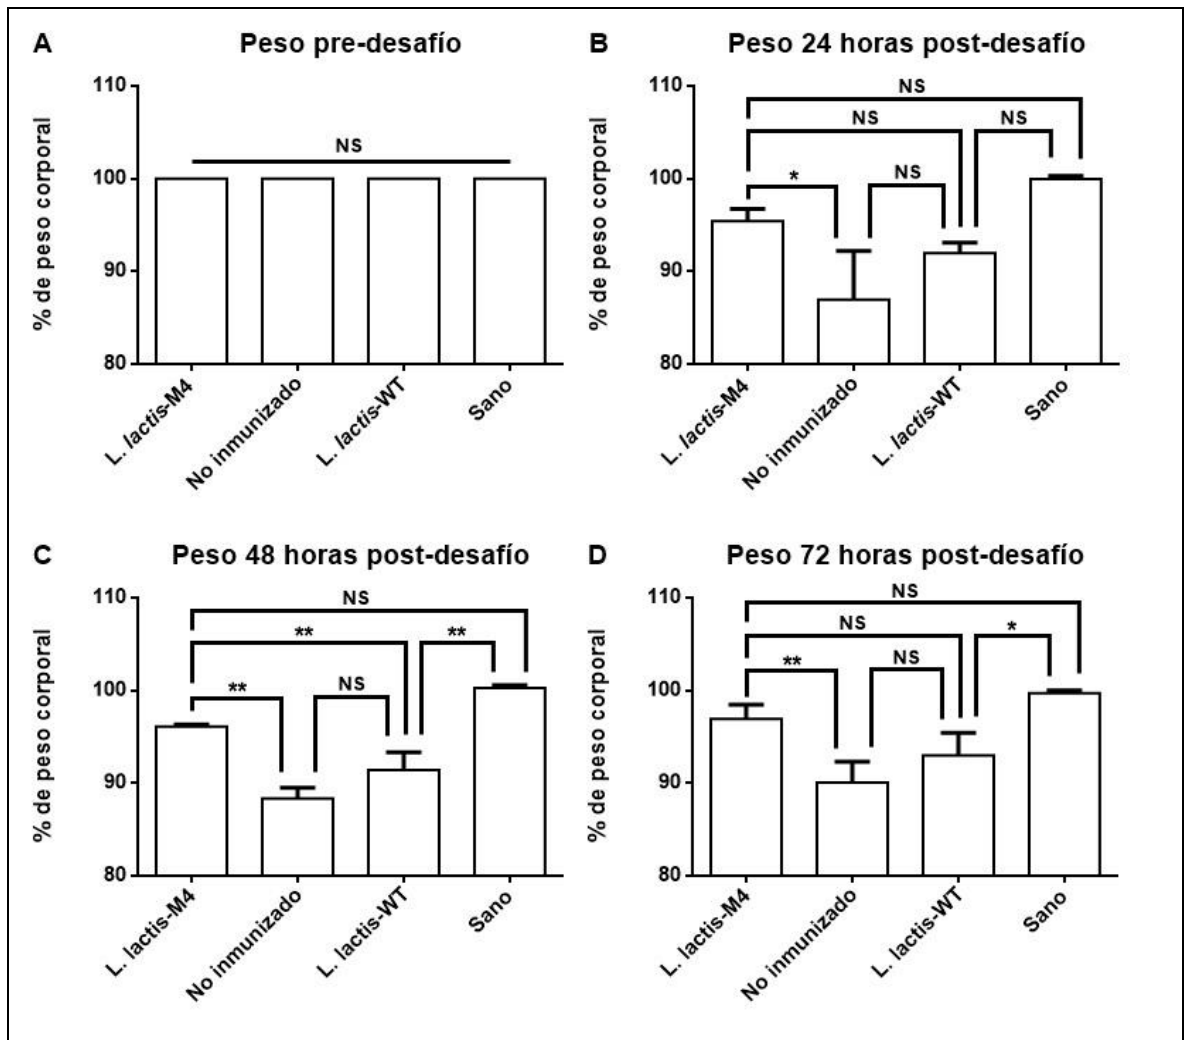 A
Peso pre-desafío
110
100
90
80
% de peso corporal
NS
L. lactis-M4
No inmunizado
L. lactis-WT
Sano
B
Peso 24 horas post-desafío
110
100
90
80
% de peso corporal
NS
NS
NS
*
NS
L. lactis-M4
No inmunizado
L. lactis-WT
Sano
C
Peso 48 horas post-desafío
110
100
90
80
% de peso corporal
NS
**
**
**
NS
L. lactis-M4
No inmunizado
L. lactis-WT
Sano
D
Peso 72 horas post-desafío
110
100
90
80
% de peso corporal
NS
NS
*
**
NS
L. lactis-M4
No inmunizado
L. lactis-WT
Sano